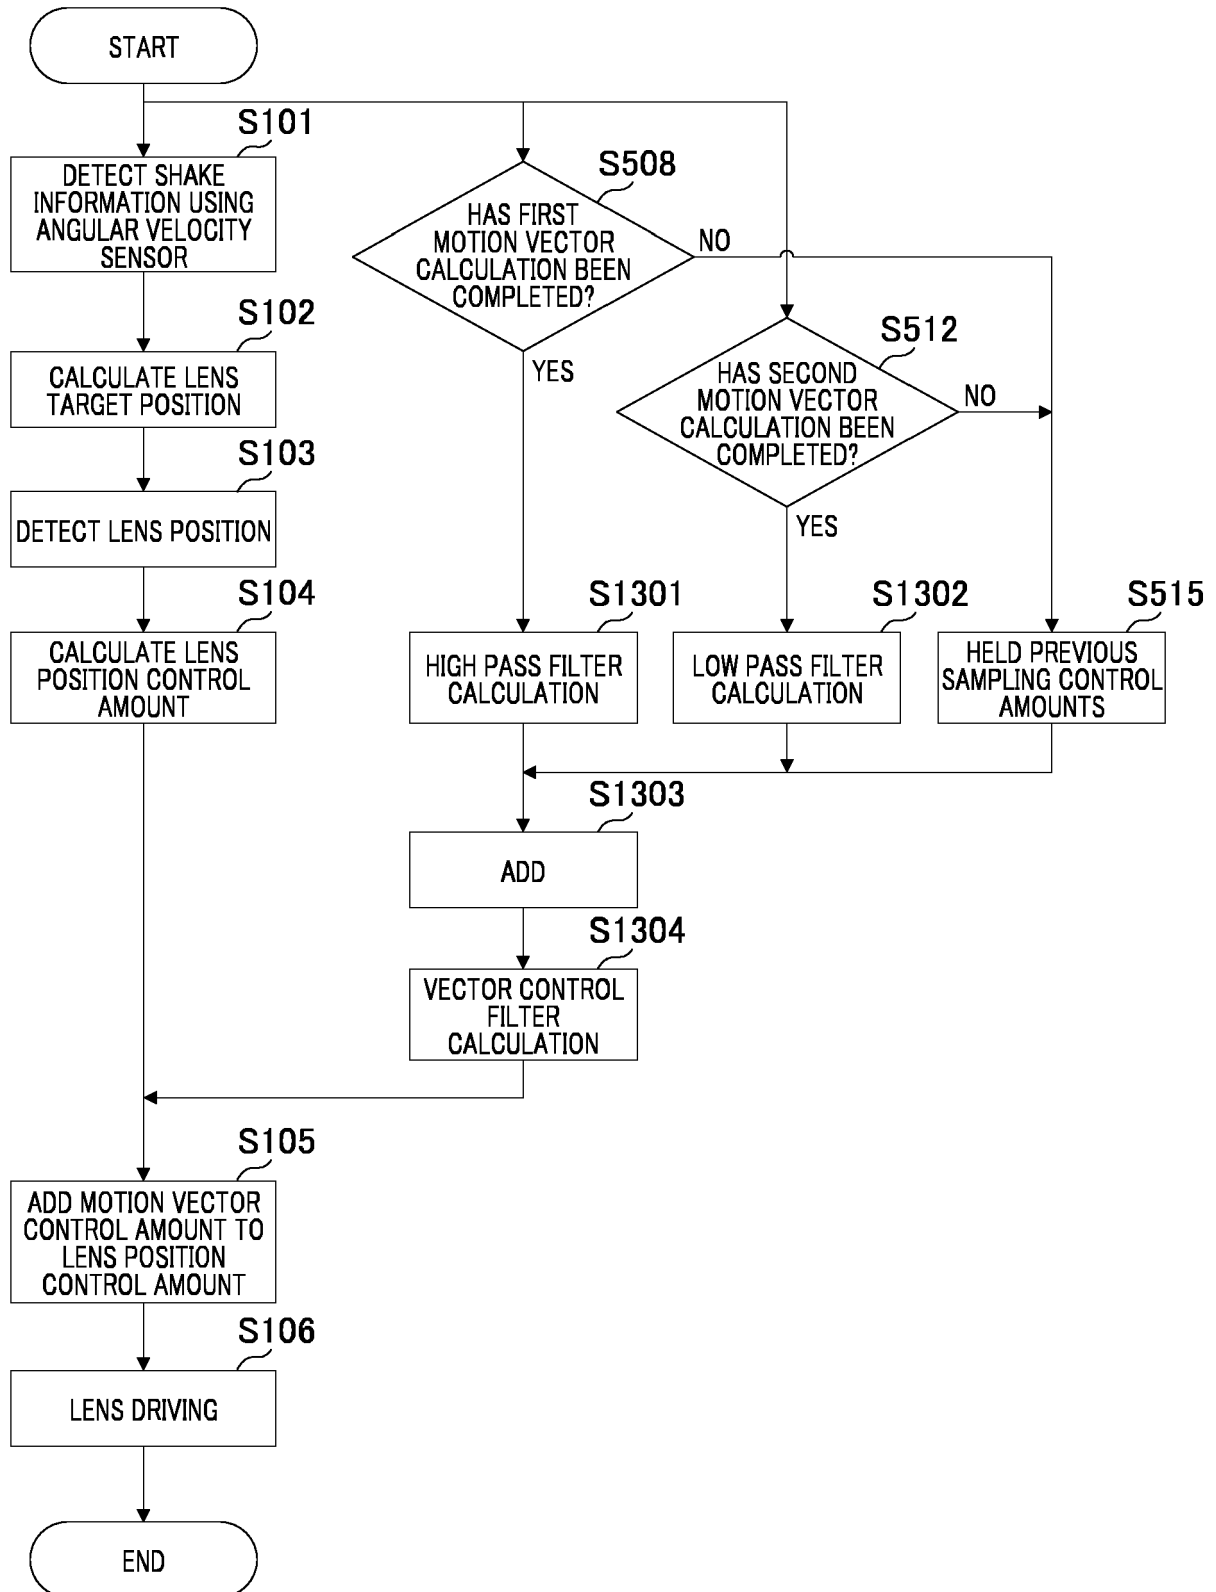 START
S101
DETECT SHAKE
INFORMATION USING
ANGULAR VELOCITY
SENSOR
S102
CALCULATE LENS
TARGET POSITION
S103
DETECT LENS POSITION
S104
CALCULATE LENS
POSITION CONTROL
AMOUNT
S508
HAS FIRST
MOTION VECTOR
CALCULATION BEEN
COMPLETED?
NO
YES
S512
HAS SECOND
MOTION VECTOR
CALCULATION BEEN
COMPLETED?
NO
YES
S1301
HIGH PASS FILTER
CALCULATION
S1302
LOW PASS FILTER
CALCULATION
S515
HELD PREVIOUS
SAMPLING CONTROL
AMOUNTS
S1303
ADD
S1304
VECTOR CONTROL
FILTER
CALCULATION
S105
ADD MOTION VECTOR
CONTROL AMOUNT TO
LENS POSITION
CONTROL AMOUNT
S106
LENS DRIVING
END